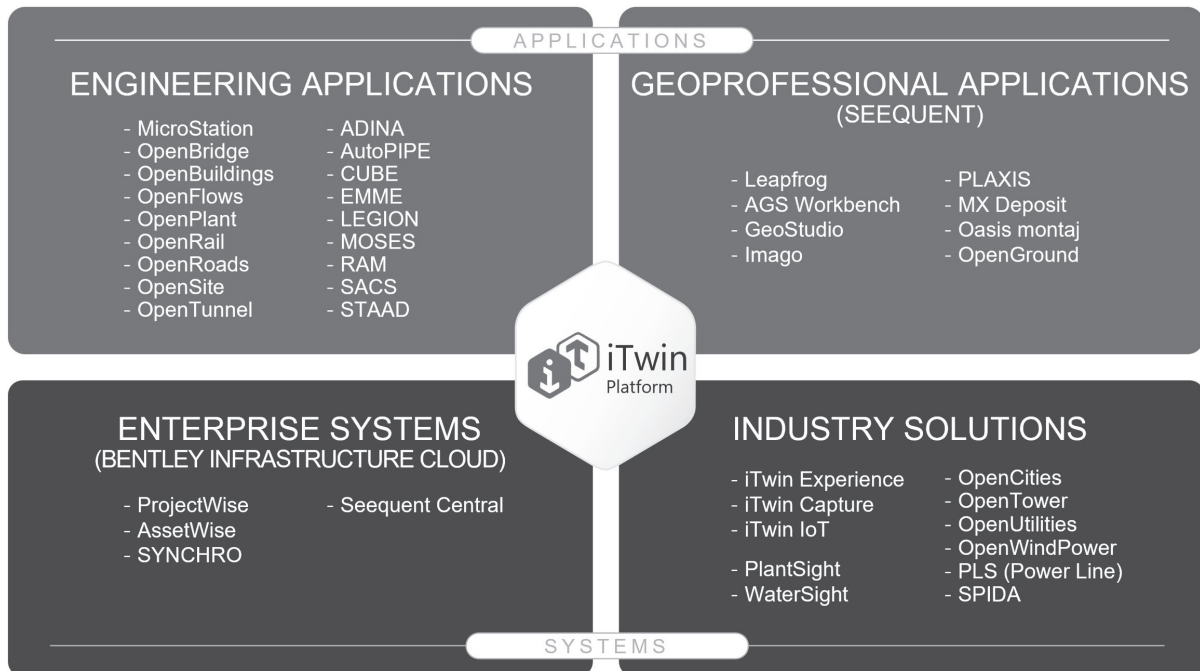 APPLICATIONS
ENGINEERING APPLICATIONS
- MicroStation
- OpenBridge
- OpenBuildings
- OpenFlows
- OpenPlant
- OpenRail
- OpenRoads
- OpenSite
- OpenTunnel
- ADINA
- AutoPIPE
- CUBE
- EMME
- LEGION
- MOSES
- RAM
- SACS
- STAAD
GEOPROFESSIONAL APPLICATIONS
(SEEQUENT)
- Leapfrog
- AGS Workbench
- GeoStudio
- Imago
- PLAXIS
- MX Deposit
- Oasis montaj
- OpenGround
iTwin
Platform
ENTERPRISE SYSTEMS
(BENTLEY INFRASTRUCTURE CLOUD)
- ProjectWise
- AssetWise
- SYNCHRO
- Seequent Central
INDUSTRY SOLUTIONS
- iTwin Experience
- iTwin Capture
- iTwin IoT
- PlantSight
- WaterSight
- OpenCities
- OpenTower
- OpenUtilities
- OpenWindPower
- PLS (Power Line)
- SPIDA
SYSTEMS